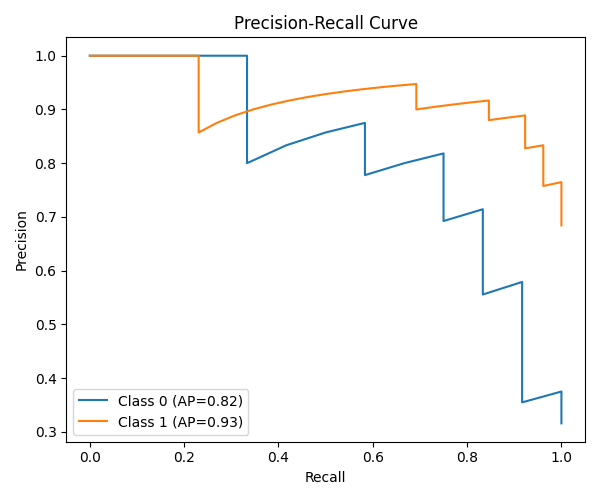 Precision-Recall Curve
Precision
1.0
0.9
0.8
0.7
0.6
0.5
0.4
0.3
Class 0 (AP=0.82)
Class 1 (AP=0.93)
0.0 0.2 0.4 0.6 0.8 1.0
Recall